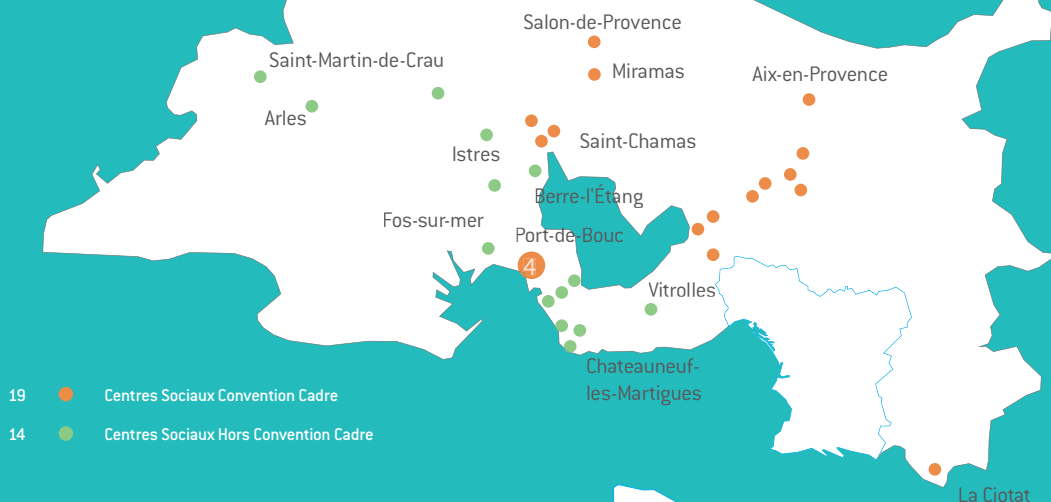 Salon-de-Provence
Saint-Martin-de-Crau
Miramas
Aix-en-Provence
Arles
Saint-Chamas
Istres
Berre-l'Étang
Fos-sur-mer
Port-de-Bouc
4
Vitrolles
Chateauneuf-
les-Martigues
19 Centres Sociaux Convention Cadre
14 Centres Sociaux Hors Convention Cadre
La Ciotat